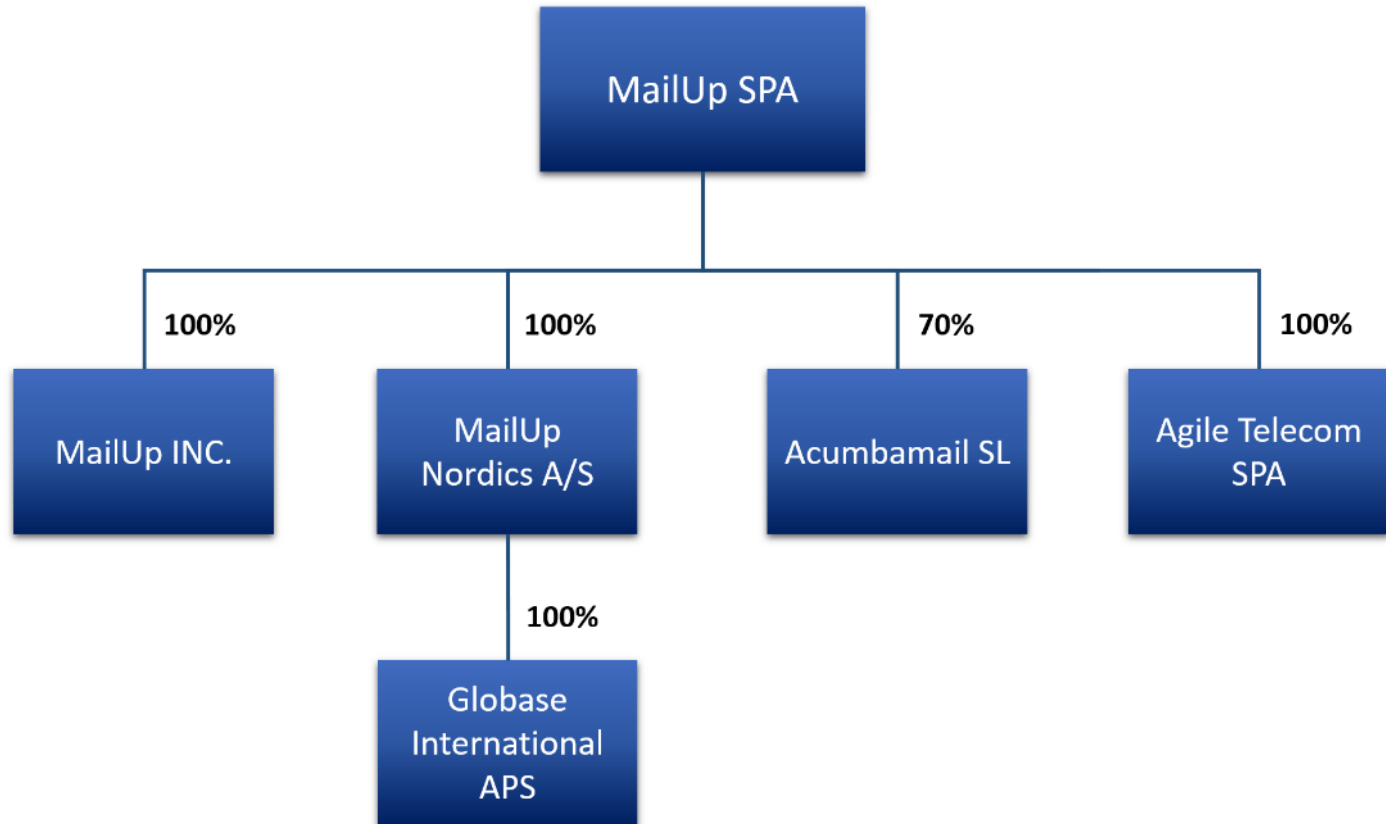 MailUp SPA
100%
100%
70%
100%
MailUp INC.
MailUp
Nordics A/S
Acumbamail SL
Agile Telecom
SPA
100%
Globase
International
APS